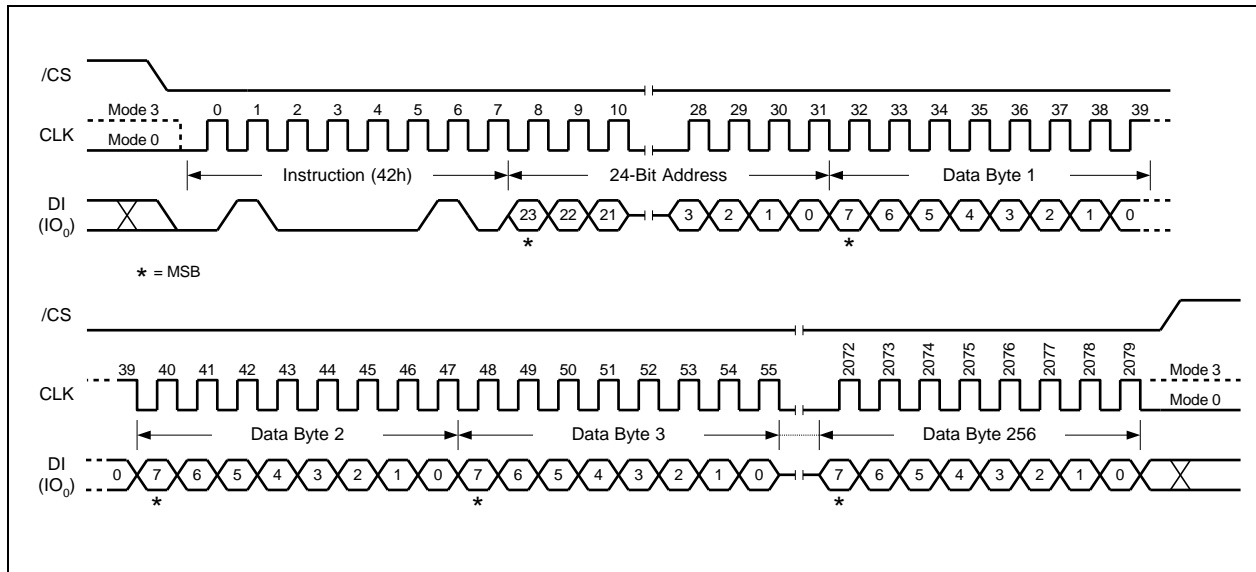 /CS
Mode 3 0 1 2 3 4 5 6 7 8 9 10 28 29 30 31 32 33 34 35 36 37 38 39
CLK Mode 0
Instruction (42h) 24-Bit Address Data Byte 1
DI
(IO0) 23 22 21 3 2 1 0 7 6 5 4 3 2 1 0
* *
* = MSB
/CS
39 40 41 42 43 44 45 46 47 48 49 50 51 52 53 54 55 2072 2073 2074 2075 2076 2077 2078 2079 Mode 3
CLK Mode 0
Data Byte 2 Data Byte 3 Data Byte 256
DI
(IO0) 0 7 6 5 4 3 2 1 0 7 6 5 4 3 2 1 0 7 6 5 4 3 2 1 0
* * *